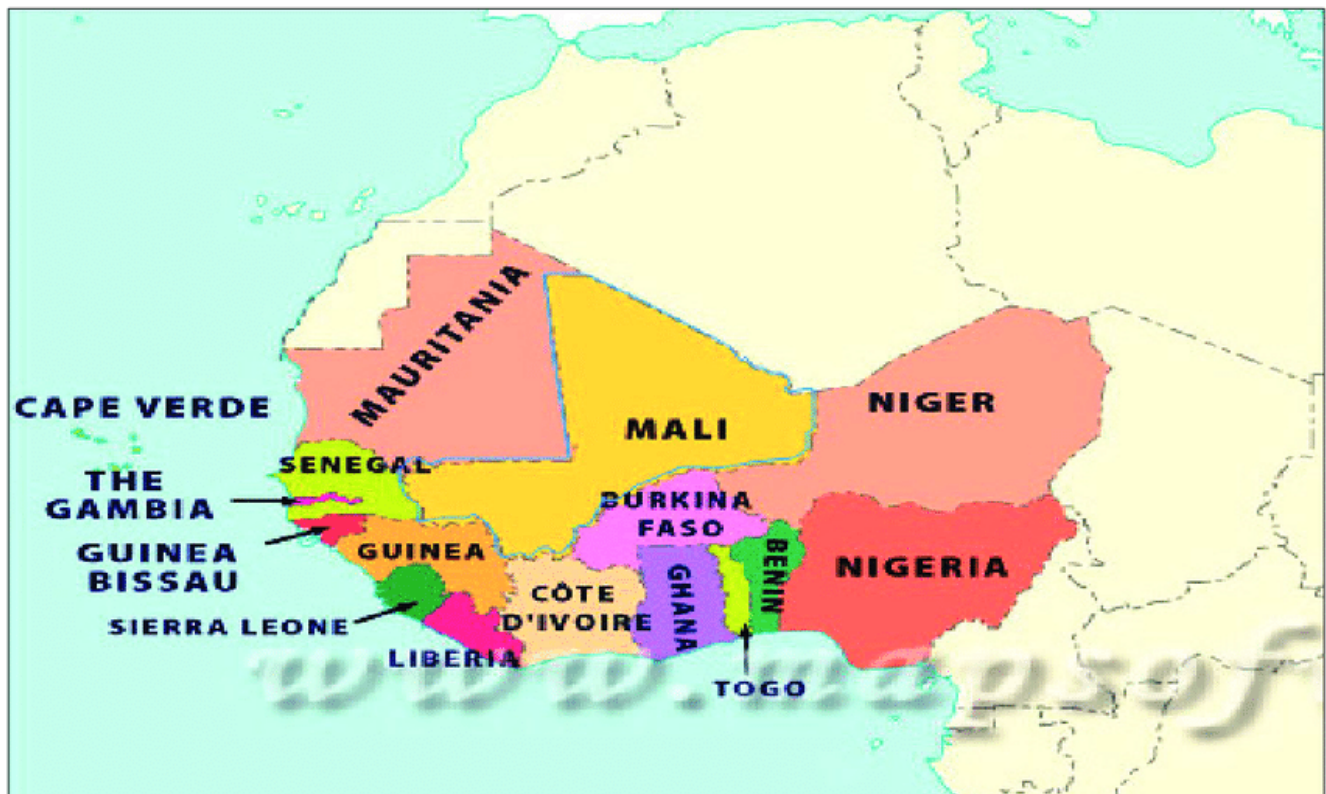 MAURITANIA
CAPE VERDE
NIGER
MALI
SENEGAL
THE
GAMBIA
BURKINA
FASO
GUINEA
BISSAU
GUINEA
NIGERIA
BENIN
GHANA
CÔTE
D'IVOIRE
SIERRA LEONE
LIBERIA
TOGO
www.mapsof